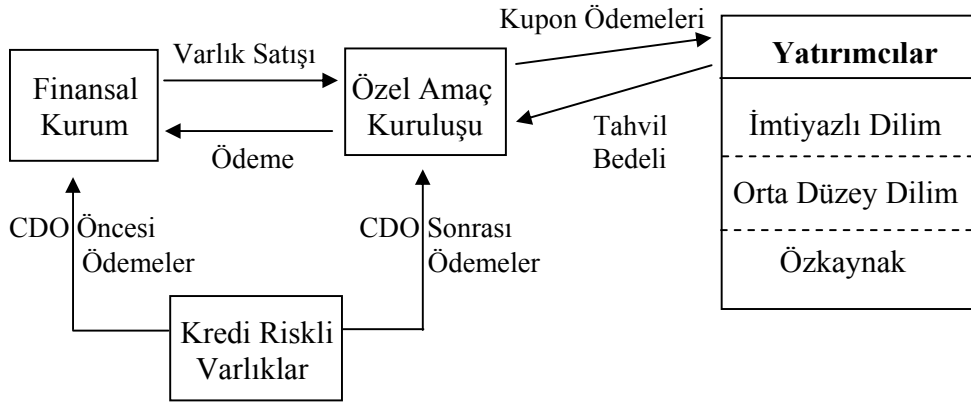 Kupon Ödemeleri
Varlık Satışı
Finansal
Kurum
Özel Amaç
Kuruluşu
Yatırımcılar
Ödeme
Tahvil
Bedeli
İmtiyazlı Dilim
Orta Düzey Dilim
Özkaynak
CDO Öncesi
Ödemeler
CDO Sonrası
Ödemeler
Kredi Riskli
Varlıklar